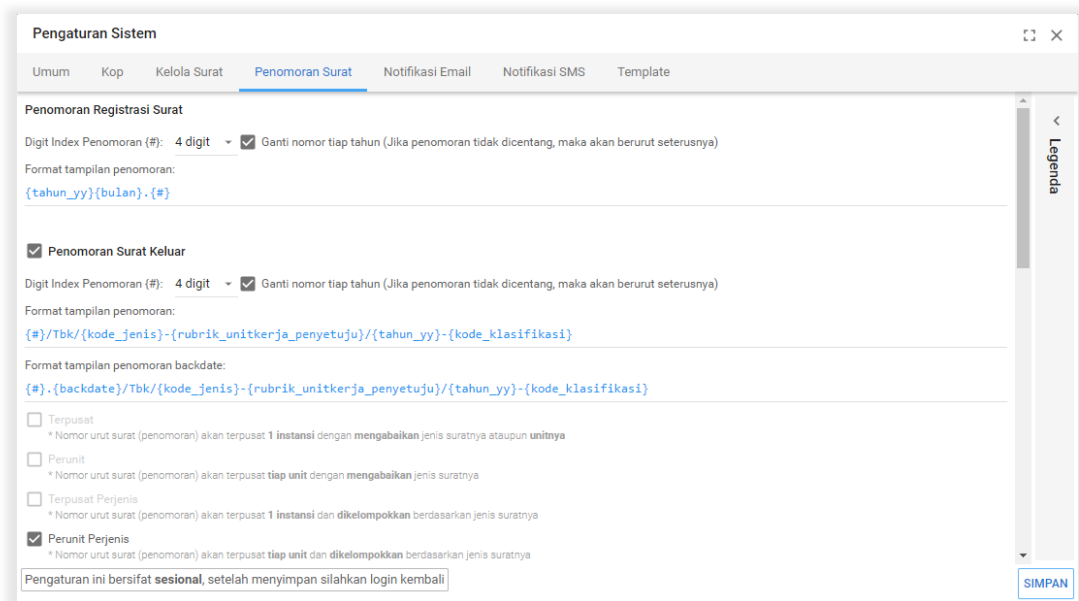 Pengaturan Sistem
Umum Kop Kelola Surat Penomoran Surat Notifikasi Email Notifikasi SMS Template
Penomoran Registrasi Surat
Digit Index Penomoran {#}: 4 digit Ganti nomor tiap tahun (Jika penomoran tidak dicentang, maka akan berurut seterusnya)
Format tampilan penomoran:
{tahun_yy}{bulan}.{#}
Penomoran Surat Keluar
Digit Index Penomoran {#}: 4 digit Ganti nomor tiap tahun (Jika penomoran tidak dicentang, maka akan berurut seterusnya)
Format tampilan penomoran:
{#}/Tbk/{kode_jenis}-{rubrik_unitkerja_penyetuju}/{tahun_yy}-{kode_klasifikasi}
Format tampilan penomoran backdate:
{#}.{backdate}/Tbk/{kode_jenis}-{rubrik_unitkerja_penyetuju}/{tahun_yy}-{kode_klasifikasi}
Terpusat
* Nomor urut surat (penomoran) akan terpusat 1 instansi dengan mengabaikan jenis suratnya ataupun unitnya
Perunit
* Nomor urut surat (penomoran) akan terpusat tiap unit dengan mengabaikan jenis suratnya
Terpusat Perjenis
* Nomor urut surat (penomoran) akan terpusat 1 instansi dan dikelompokkan berdasarkan jenis suratnya
Perunit Perjenis
* Nomor urut surat (penomoran) akan terpusat tiap unit dan dikelompokkan berdasarkan jenis suratnya
Pengaturan ini bersifat sesional, setelah menyimpan silahkan login kembali
SIMPAN
Legenda